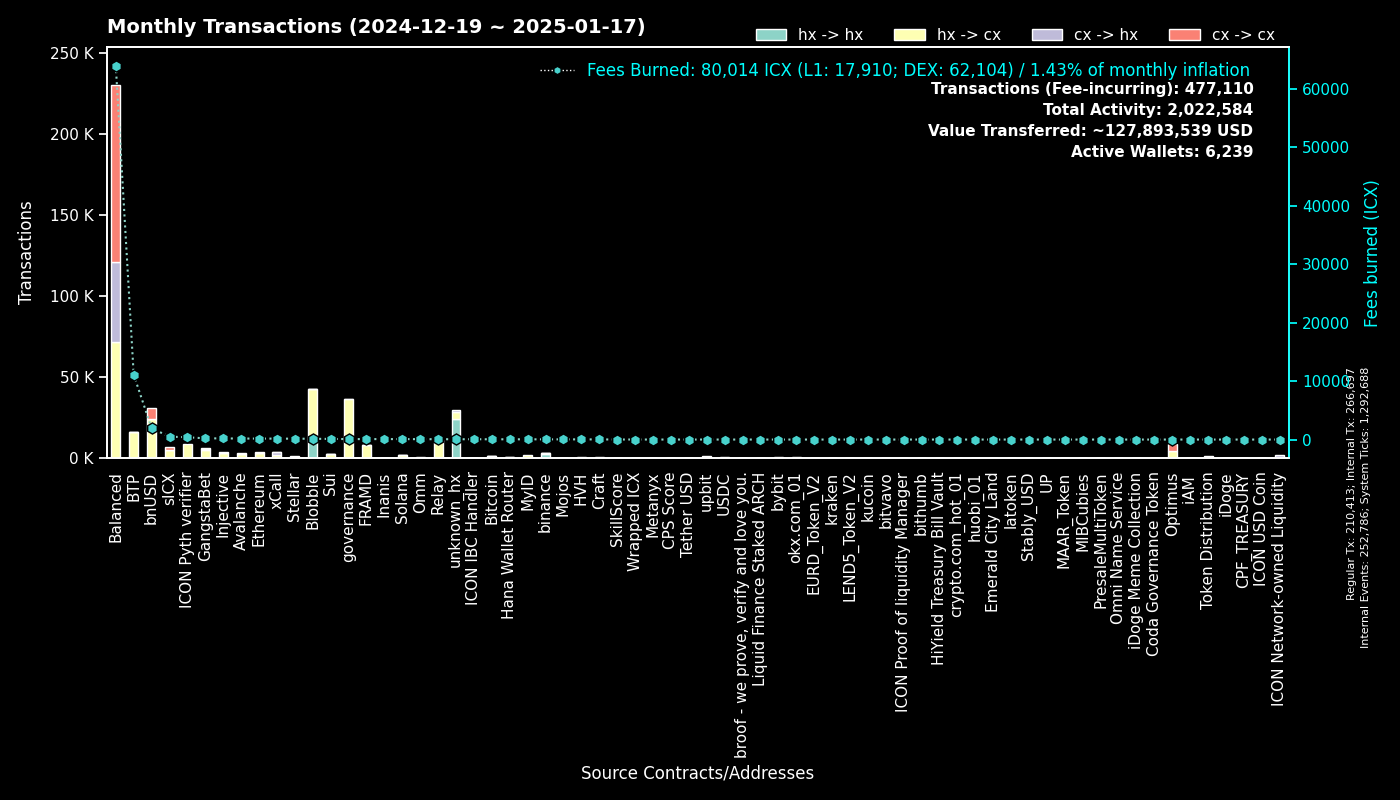 Monthly Transactions (2024-12-19 ~ 2025-01-17)
hx -> hx
hx -> cx
cx -> hx
cx -> cx
Fees Burned: 80,014 ICX (L1: 17,910; DEX: 62,104) / 1.43% of monthly inflation
Transactions (Fee-incurring): 477,110
Total Activity: 2,022,584
Value Transferred: ~127,893,539 USD
Active Wallets: 6,239
Transactions
250 K
200 K
150 K
100 K
50 K
0 K
60000
50000
40000
30000
20000
10000
0
Fees burned (ICX)
Regular Tx: 210,413; Internal Tx: 266,697
Internal Events: 252,786; System Ticks: 1,292,688
Balanced
BTP
bnUSD
sICX
ICON Pyth verifier
GangstaBet
Injective
Avalanche
Ethereum
xCall
Stellar
Blobble
Sui
governance
FRAMD
Inanis
Solana
Omm
Relay
unknown_hx
ICON IBC Handler
Bitcoin
Hana Wallet Router
MyID
binance
Mojos
HVH
Craft
SkillScore
Wrapped ICX
Metanyx
CPS Score
Tether USD
upbit
USDC
broof - we prove, verify and love you.
Liquid Finance Staked ARCH
bybit
okx.com_01
EURD_Token_V2
kraken
LEND5_Token_V2
kucoin
bitvavo
ICON Proof of liquidity Manager
bithumb
HiYield Treasury Bill Vault
crypto.com_hot_01
huobi_01
Emerald City Land
latoken
Stably_USD
UP
MAAR_Token
MIBCubies
PresaleMultiToken
Omni Name Service
iDoge Meme Collection
Coda Governance Token
Optimus
iAM
Token Distribution
iDoge
CPF_TREASURY
ICON USD Coin
ICON Network-owned Liquidity
Source Contracts/Addresses